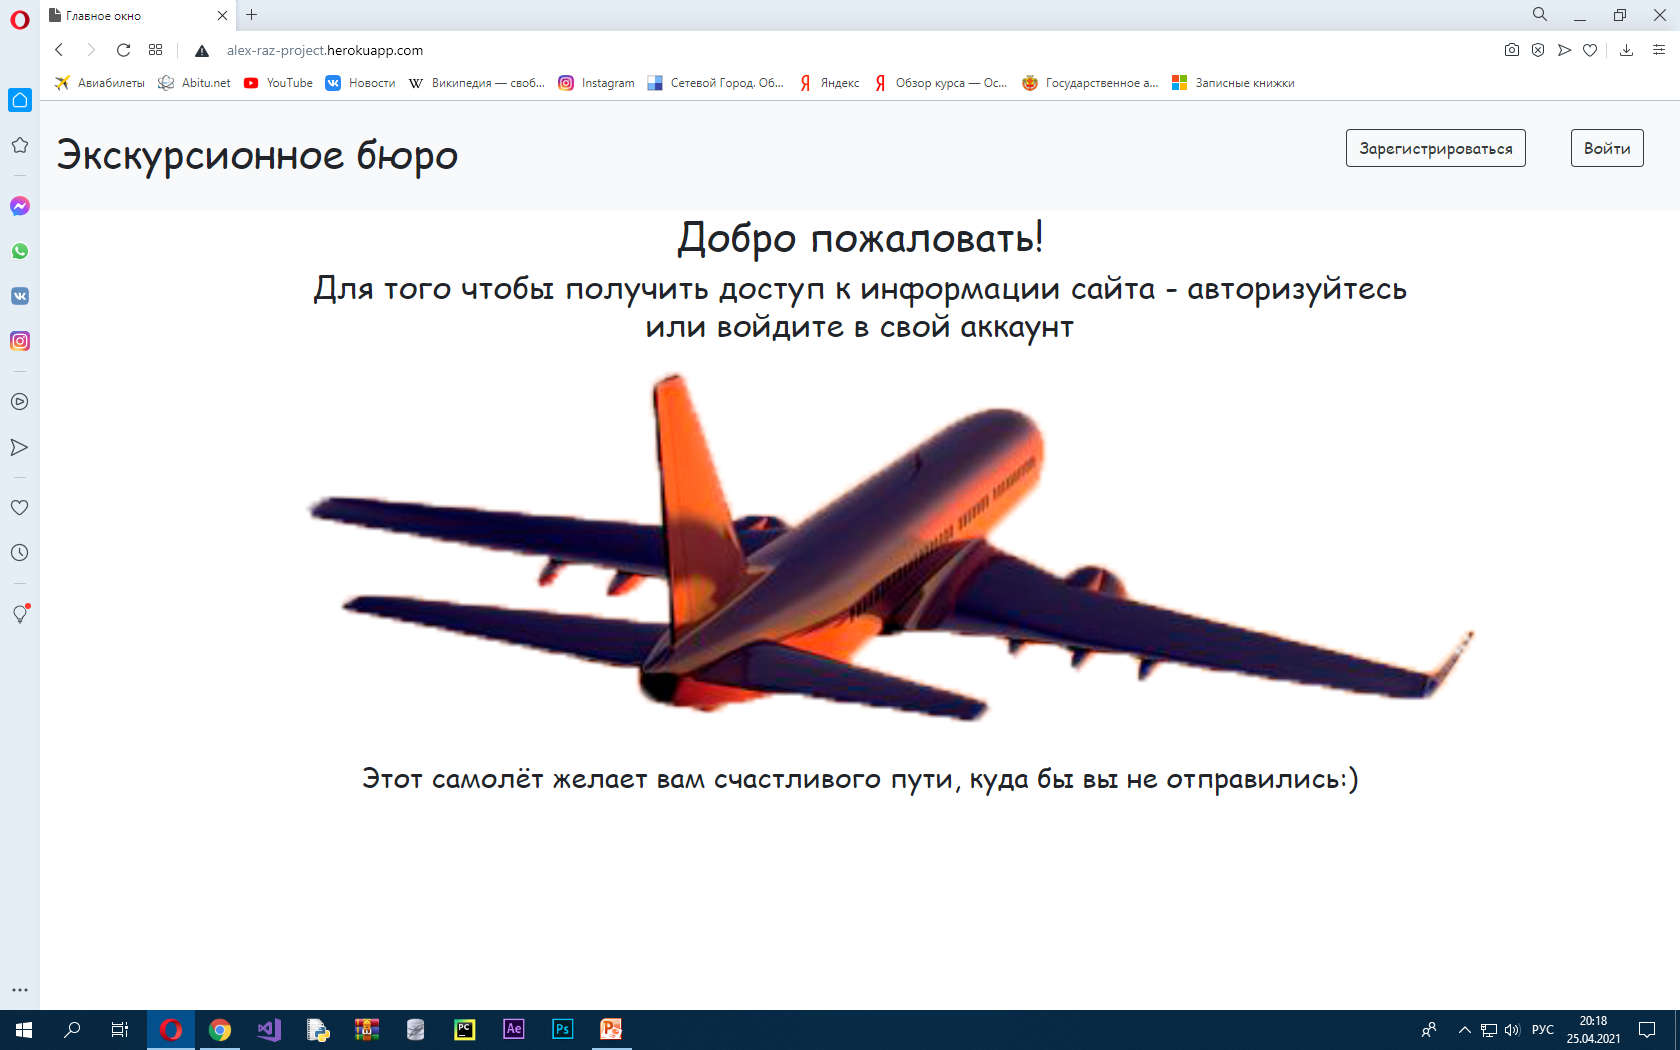 Главное окно
alex-raz-project.herokuapp.com
Авиабилеты
Abitu.net
YouTube
Новости
Википедия — своб...
Instagram
Сетевой Город. Об...
Яндекс
Обзор курса — Ос...
Государственное а...
Записные книжки
Экскурсионное бюро
Зарегистрироваться
Войти
Добро пожаловать!
Для того чтобы получить доступ к информации сайта - авторизуйтесь
или войдите в свой аккаунт
Этот самолёт желает вам счастливого пути, куда бы вы не отправились:)
РУС
20:18
25.04.2021